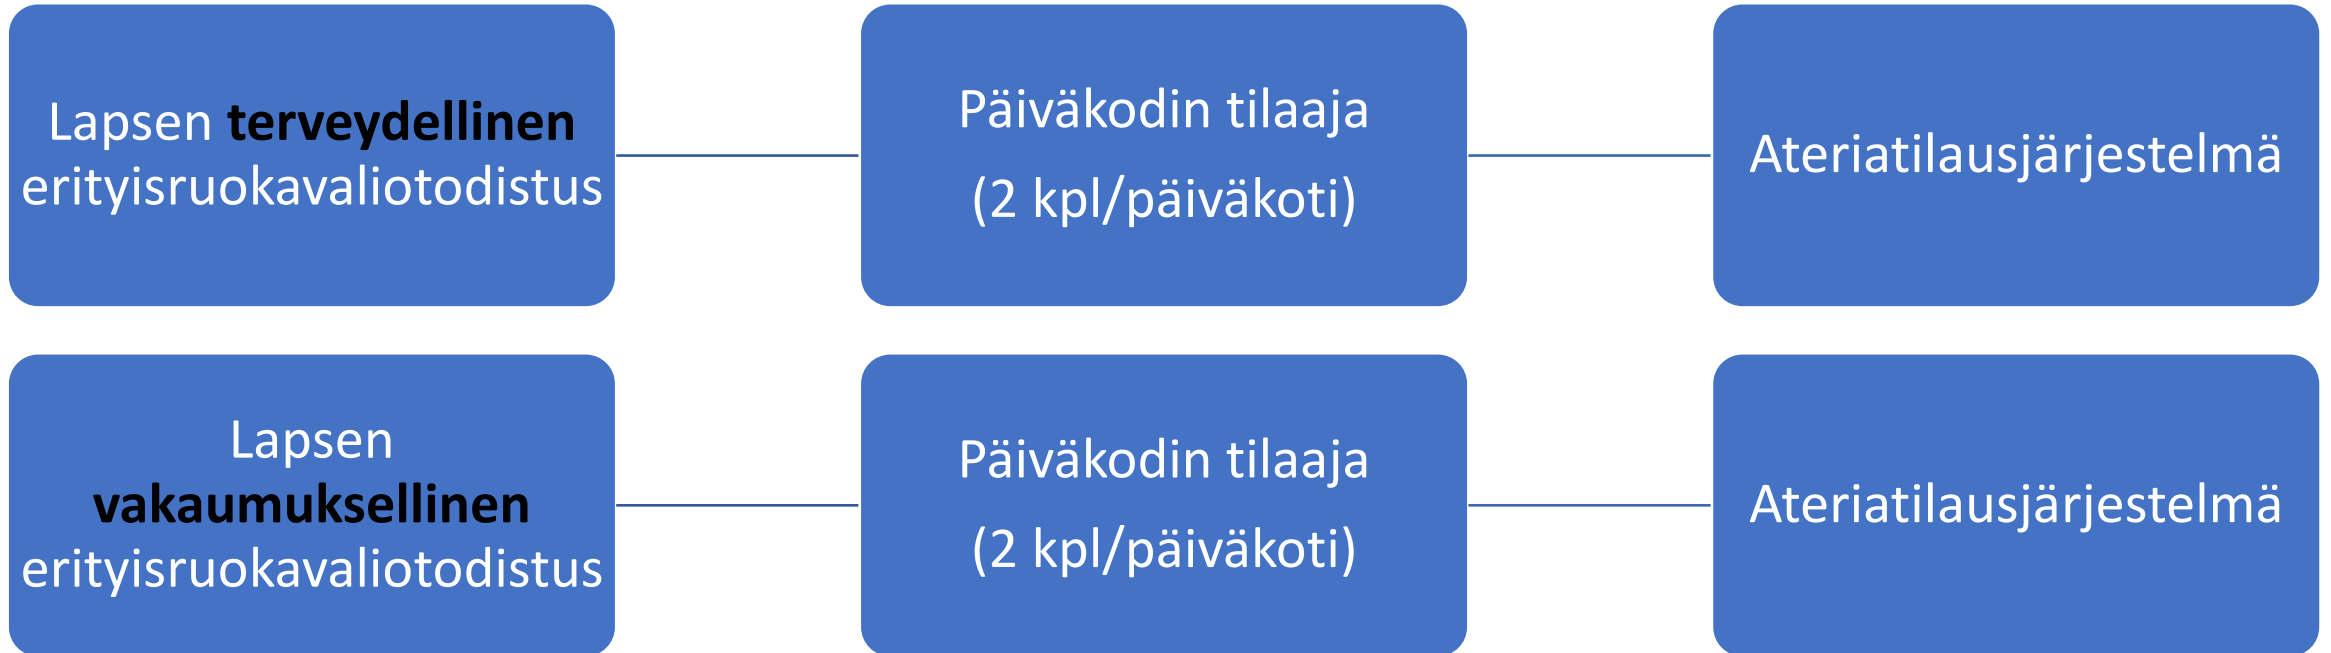 Lapsen terveydellinen
erityisruokavaliotodistus
Päiväkodin tilaaja
(2 kpl/päiväkoti)
Ateriatilausjärjestelmä
Lapsen
vakaumuksellinen
erityisruokavaliotodistus
Päiväkodin tilaaja
(2 kpl/päiväkoti)
Ateriatilausjärjestelmä